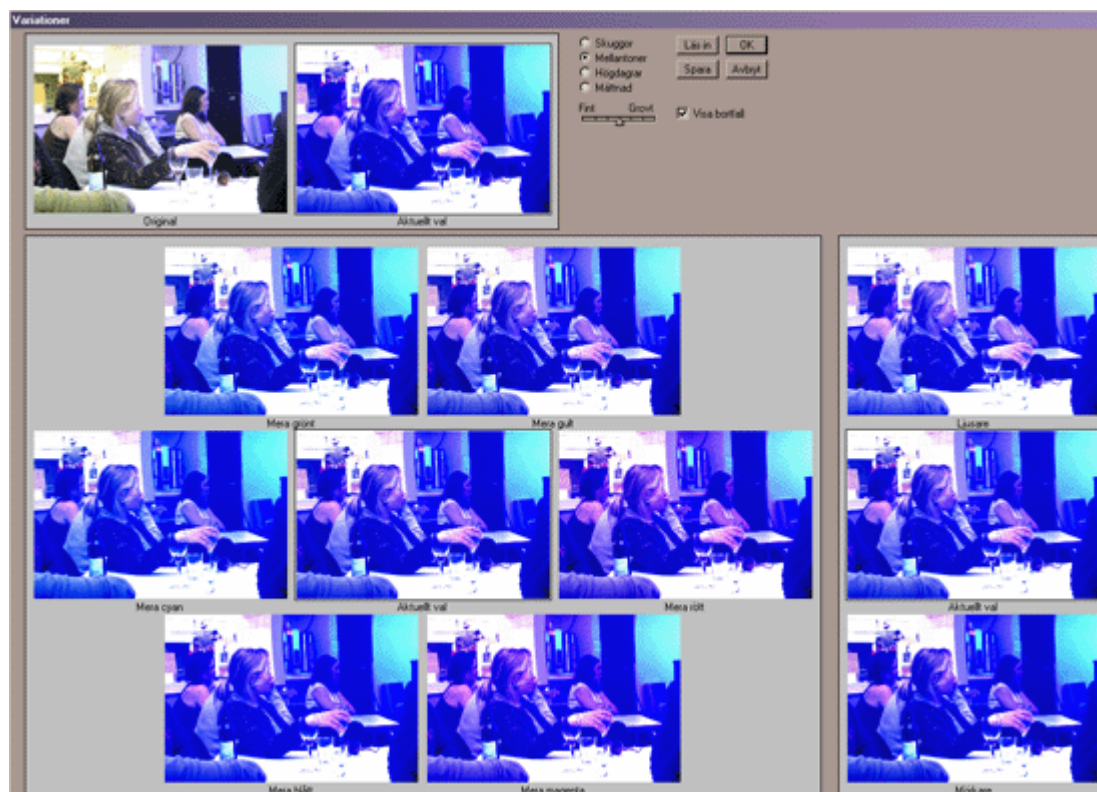 Variationer
Skuggor
Mellantoner
Högdagrar
Mättnad
Läs in
OK
Spara
Avbryt
Fint
Grovt
Visa bortfall
Original
Aktuellt val
Mera grönt
Mera gult
Ljusare
Mera cyan
Aktuellt val
Mera rött
Aktuellt val
Mera blått
Mera magenta
Mörkare